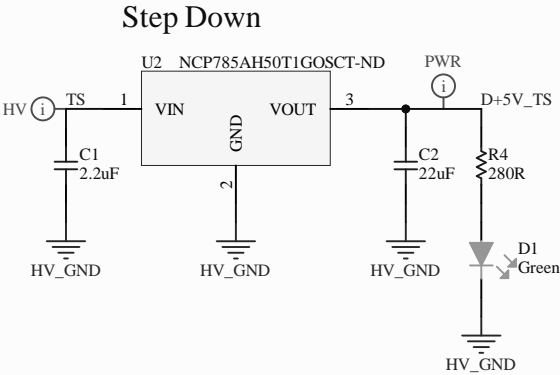 Step Down
U2 NCP785AH50T1GOSCT-ND
PWR
i
HV i TS 1 VIN VOUT 3 D+5V_TS
GND
2
C1
2.2uF
C2
22uF
R4
280R
D1
Green
HV_GND
HV_GND
HV_GND
HV_GND